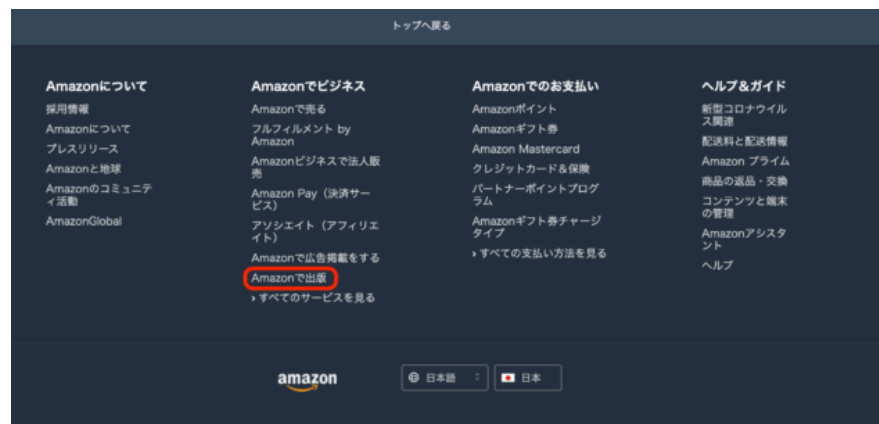 トップへ戻る
Amazonについて
採用情報
Amazonについて
プレスリリース
Amazonと地球
Amazonのコミュニテ
ィ活動
AmazonGlobal
Amazonでビジネス
Amazonで売る
フルフィルメント by
Amazon
Amazonビジネスで法人販
売
Amazon Pay（決済サー
ビス）
アソシエイト（アフィリエ
イト）
Amazonで広告掲載をする
Amazonで出版
› すべてのサービスを見る
Amazonでのお支払い
Amazonポイント
Amazonギフト券
Amazon Mastercard
クレジットカード＆保険
パートナーポイントプログ
ラム
Amazonギフト券チャージ
タイプ
› すべての支払い方法を見る
ヘルプ＆ガイド
新型コロナウイル
ス関連
配送料と配送情報
Amazon プライム
商品の返品・交換
コンテンツと端末
の管理
Amazonアシスタ
ント
ヘルプ
amazon
日本語
日本